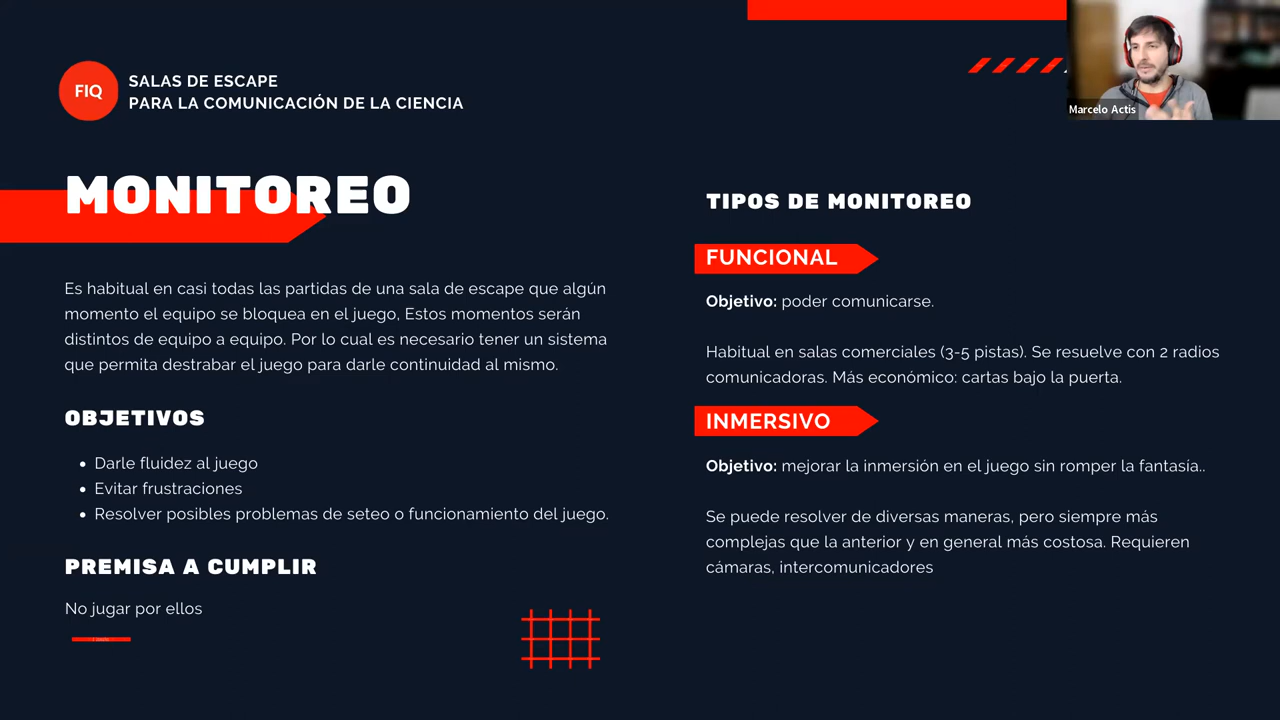 FIQ
SALAS DE ESCAPE
PARA LA COMUNICACIÓN DE LA CIENCIA
Marcelo Actis
MONITOREO
Es habitual en casi todas las partidas de una sala de escape que algún
momento el equipo se bloquea en el juego, Estos momentos serán
distintos de equipo a equipo. Por lo cual es necesario tener un sistema
que permita destrabar el juego para darle continuidad al mismo.
OBJETIVOS
• Darle fluidez al juego
• Evitar frustraciones
• Resolver posibles problemas de seteo o funcionamiento del juego.
PREMISA A CUMPLIR
No jugar por ellos
TIPOS DE MONITOREO
FUNCIONAL
Objetivo: poder comunicarse.
Habitual en salas comerciales (3-5 pistas). Se resuelve con 2 radios
comunicadoras. Más económico: cartas bajo la puerta.
INMERSIVO
Objetivo: mejorar la inmersión en el juego sin romper la fantasía..
Se puede resolver de diversas maneras, pero siempre más
complejas que la anterior y en general más costosa. Requieren
cámaras, intercomunicadores